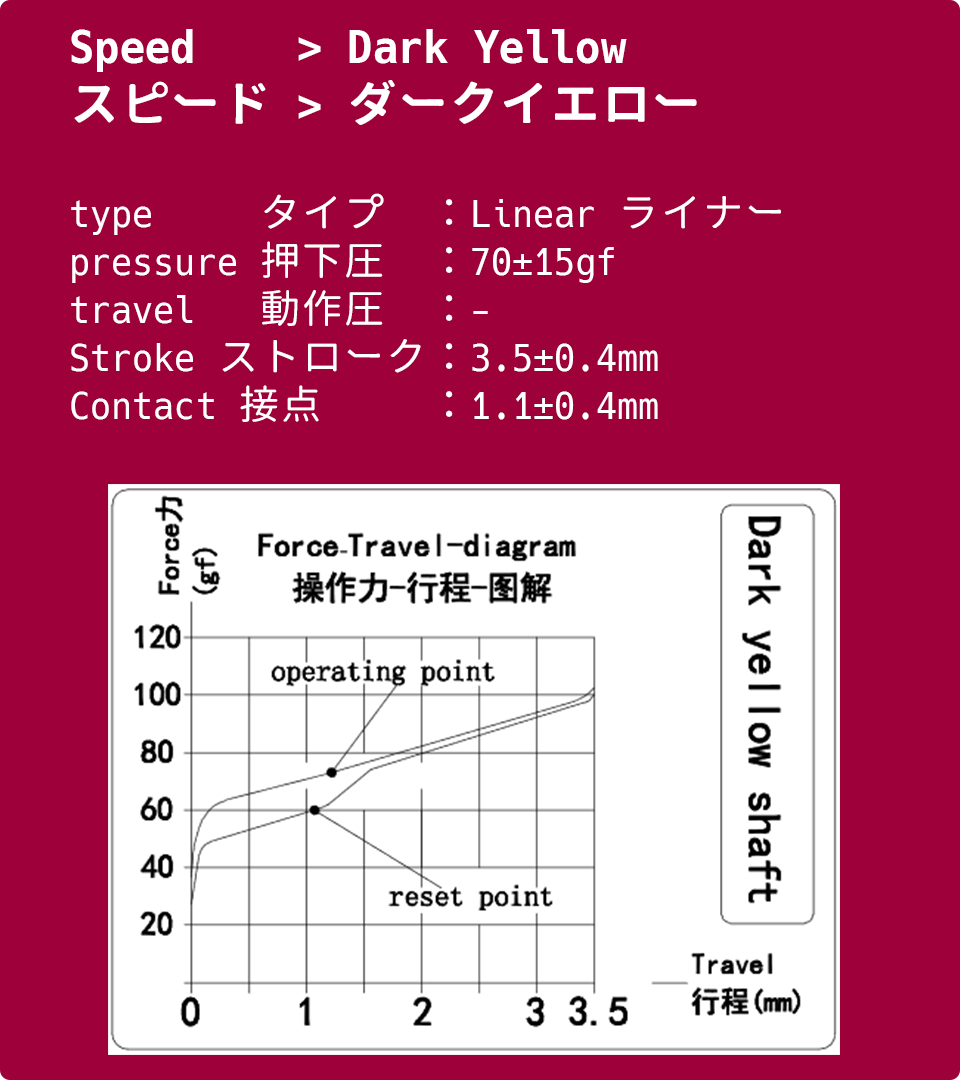 Speed > Dark Yellow
スピード > ダークイエロー
type タイプ ：Linear ライナー
pressure 押下圧 ：70±15gf
travel 動作圧 ：-
Stroke ストローク：3.5±0.4mm
Contact 接点 ：1.1±0.4mm
Force力
(gf)
Force-Travel-diagram
操作力-行程-图解
Dark yellow shaft
120
operating point
100
80
60
40
reset point
20
Travel
行程(mm)
0 1 2 3 3.5